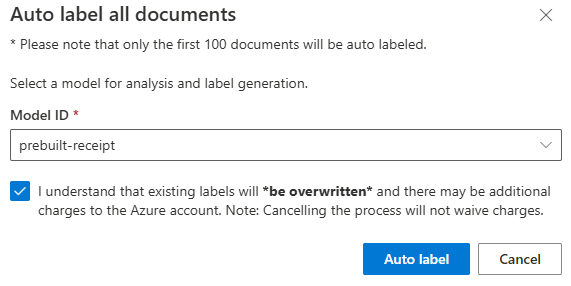 Auto label all documents
* Please note that only the first 100 documents will be auto labeled.
Select a model for analysis and label generation.
Model ID *
prebuilt-receipt
I understand that existing labels will *be overwritten* and there may be additional
charges to the Azure account. Note: Cancelling the process will not waive charges.
Auto label
Cancel